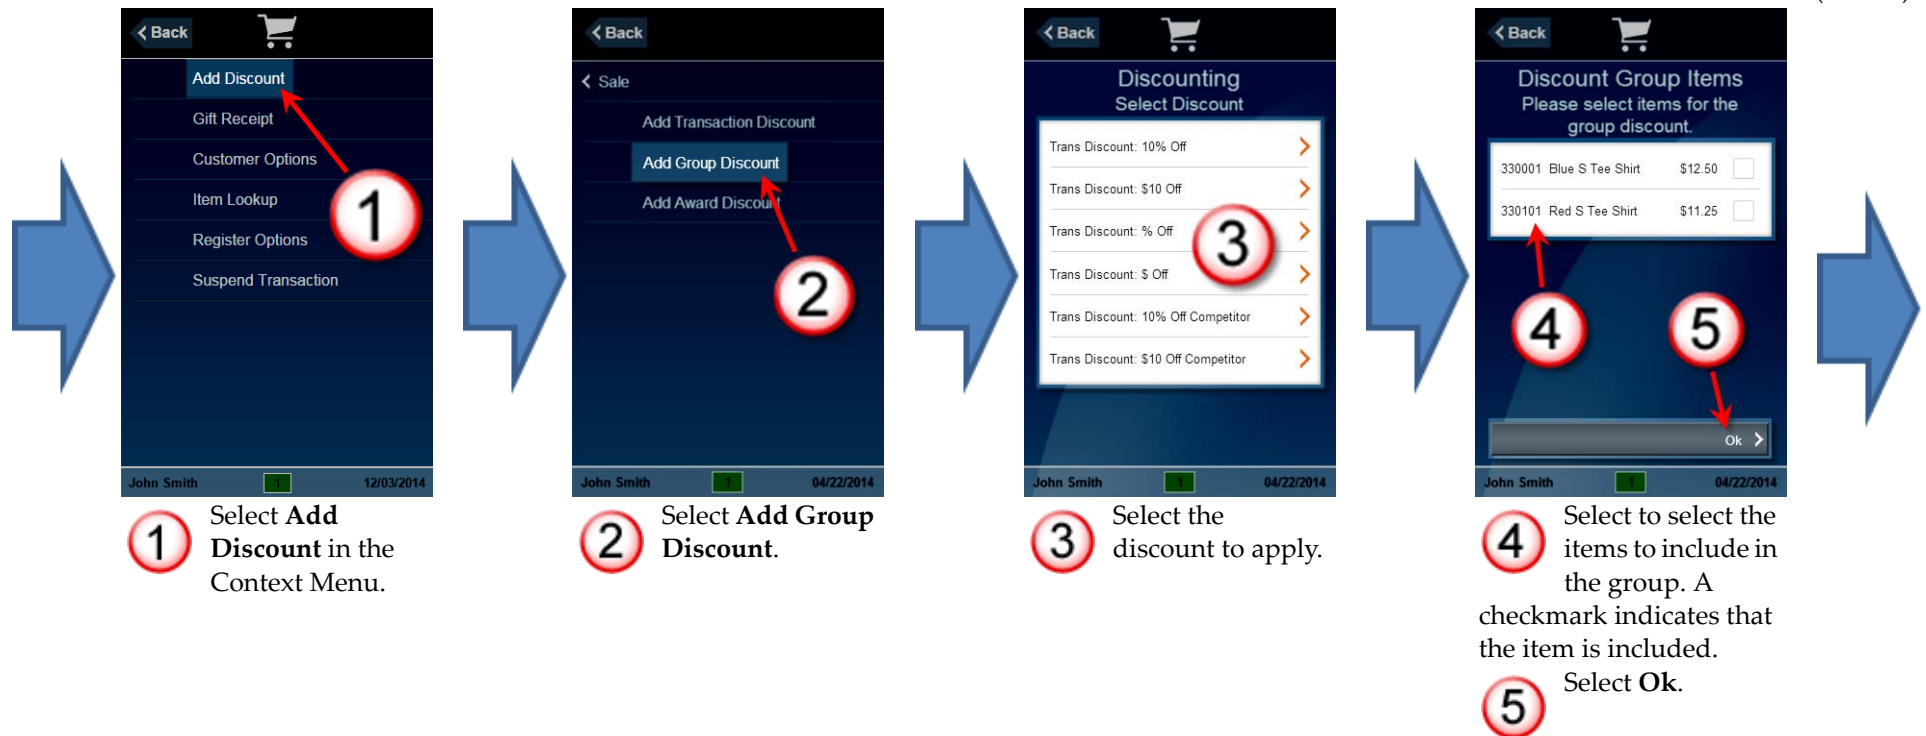 Back
Add Discount
Gift Receipt
Customer Options
Item Lookup
Register Options
Suspend Transaction
1
John Smith
1
12/03/2014
1
Select Add
Discount in the
Context Menu.
Back
Sale
Add Transaction Discount
Add Group Discount
Add Award Discount
2
John Smith
1
04/22/2014
2
Select Add Group
Discount.
Back
Discounting
Select Discount
Trans Discount: 10% Off
Trans Discount: $10 Off
Trans Discount: % Off
Trans Discount: $ Off
Trans Discount: 10% Off Competitor
Trans Discount: $10 Off Competitor
3
John Smith
1
04/22/2014
3
Select the
discount to apply.
Back
Discount Group Items
Please select items for the
group discount.
330001 Blue S Tee Shirt $12.50
330101 Red S Tee Shirt $11.25
4
5
Ok
John Smith
1
04/22/2014
4
Select to select the
items to include in
the group. A
checkmark indicates that
the item is included.
5
Select Ok.